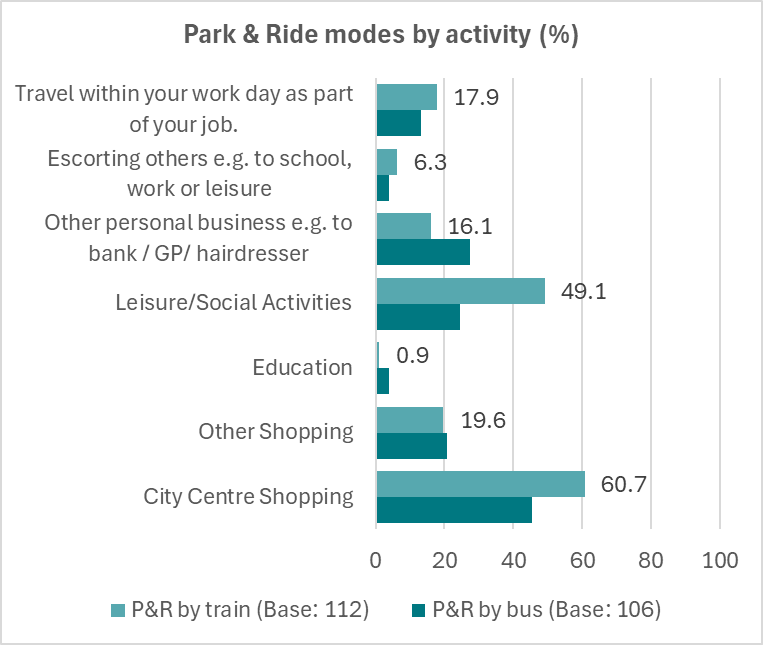 Park & Ride modes by activity (%)
Travel within your work day as part
of your job.
17.9
Escorting others e.g. to school,
work or leisure
6.3
Other personal business e.g. to
bank / GP/ hairdresser
16.1
Leisure/Social Activities
49.1
Education
0.9
Other Shopping
19.6
City Centre Shopping
60.7
0 20 40 60 80 100
P&R by train (Base: 112) P&R by bus (Base: 106)